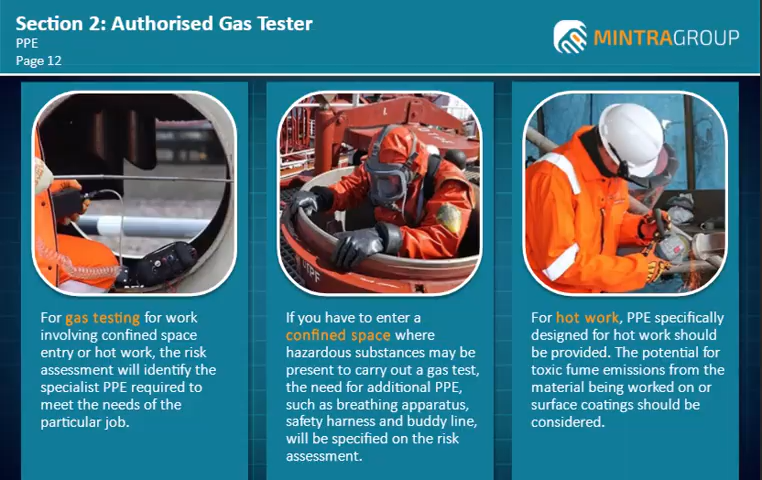 Section 2: Authorised Gas Tester
PPE
Page 12
MINTRAGROUP
For gas testing for work
involving confined space
entry or hot work, the risk
assessment will identify the
specialist PPE required to
meet the needs of the
particular job.
If you have to enter a
confined space where
hazardous substances may be
present to carry out a gas test,
the need for additional PPE,
such as breathing apparatus,
safety harness and buddy line,
will be specified on the risk
assessment.
For hot work, PPE specifically
designed for hot work should
be provided. The potential for
toxic fume emissions from the
material being worked on or
surface coatings should be
considered.